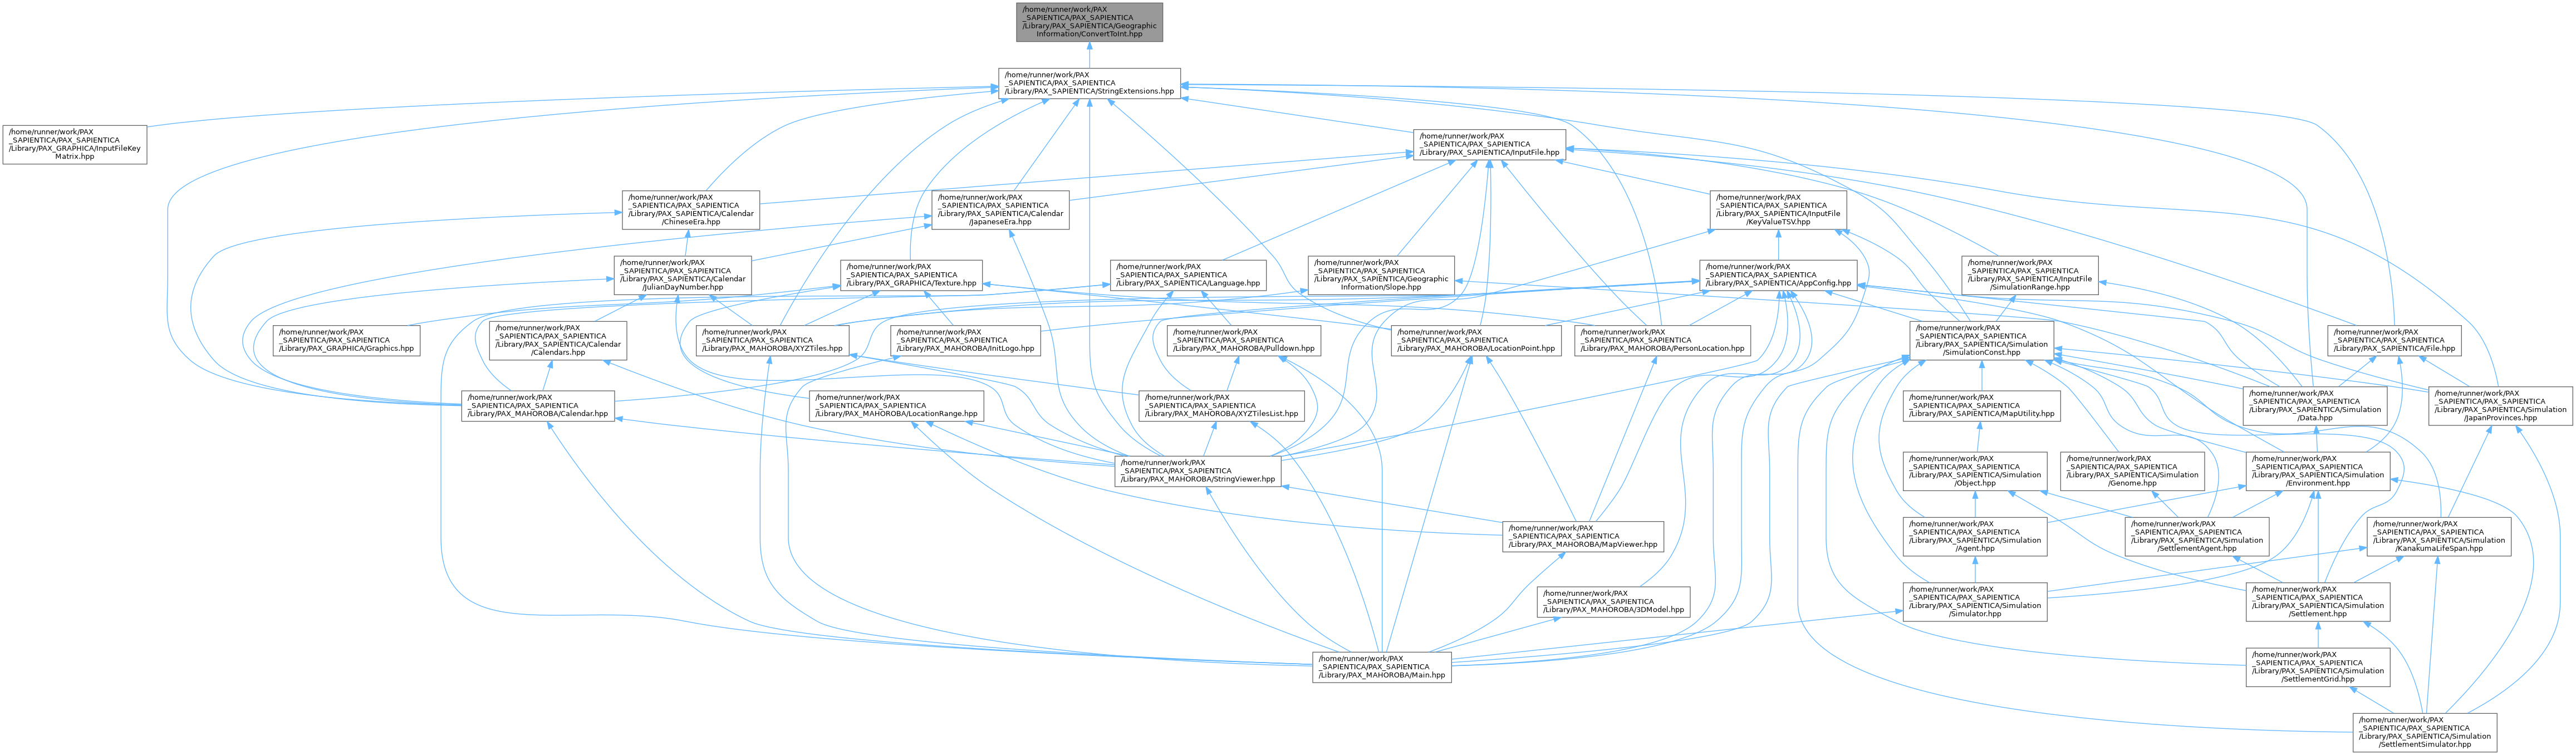 /home/runner/work/PAX
_SAPIENTICA/PAX_SAPIENTICA
/Library/PAX_SAPIENTICA/Geographic
Information/ConvertToInt.hpp
/home/runner/work/PAX
_SAPIENTICA/PAX_SAPIENTICA
/Library/PAX_SAPIENTICA/StringExtensions.hpp
/home/runner/work/PAX
_SAPIENTICA/PAX_SAPIENTICA
/Library/PAX_GRAPHICA/InputFileKey
Matrix.hpp
/home/runner/work/PAX
_SAPIENTICA/PAX_SAPIENTICA
/Library/PAX_SAPIENTICA/InputFile.hpp
/home/runner/work/PAX
_SAPIENTICA/PAX_SAPIENTICA
/Library/PAX_SAPIENTICA/Calendar
/ChineseEra.hpp
/home/runner/work/PAX
_SAPIENTICA/PAX_SAPIENTICA
/Library/PAX_SAPIENTICA/Calendar
/JapaneseEra.hpp
/home/runner/work/PAX
_SAPIENTICA/PAX_SAPIENTICA
/Library/PAX_SAPIENTICA/InputFile
/KeyValueTSV.hpp
/home/runner/work/PAX
_SAPIENTICA/PAX_SAPIENTICA
/Library/PAX_SAPIENTICA/Calendar
/JulianDayNumber.hpp
/home/runner/work/PAX
_SAPIENTICA/PAX_SAPIENTICA
/Library/PAX_GRAPHICA/Texture.hpp
/home/runner/work/PAX
_SAPIENTICA/PAX_SAPIENTICA
/Library/PAX_SAPIENTICA/Language.hpp
/home/runner/work/PAX
_SAPIENTICA/PAX_SAPIENTICA
/Library/PAX_SAPIENTICA/Geographic
Information/Slope.hpp
/home/runner/work/PAX
_SAPIENTICA/PAX_SAPIENTICA
/Library/PAX_SAPIENTICA/AppConfig.hpp
/home/runner/work/PAX
_SAPIENTICA/PAX_SAPIENTICA
/Library/PAX_SAPIENTICA/InputFile
/SimulationRange.hpp
/home/runner/work/PAX
_SAPIENTICA/PAX_SAPIENTICA
/Library/PAX_GRAPHICA/Graphics.hpp
/home/runner/work/PAX
_SAPIENTICA/PAX_SAPIENTICA
/Library/PAX_SAPIENTICA/Calendar
/Calendars.hpp
/home/runner/work/PAX
_SAPIENTICA/PAX_SAPIENTICA
/Library/PAX_MAHOROBA/XYZTiles.hpp
/home/runner/work/PAX
_SAPIENTICA/PAX_SAPIENTICA
/Library/PAX_MAHOROBA/InitLogo.hpp
/home/runner/work/PAX
_SAPIENTICA/PAX_SAPIENTICA
/Library/PAX_MAHOROBA/Pulldown.hpp
/home/runner/work/PAX
_SAPIENTICA/PAX_SAPIENTICA
/Library/PAX_MAHOROBA/LocationPoint.hpp
/home/runner/work/PAX
_SAPIENTICA/PAX_SAPIENTICA
/Library/PAX_MAHOROBA/PersonLocation.hpp
/home/runner/work/PAX
_SAPIENTICA/PAX_SAPIENTICA
/Library/PAX_SAPIENTICA/Simulation
/SimulationConst.hpp
/home/runner/work/PAX
_SAPIENTICA/PAX_SAPIENTICA
/Library/PAX_SAPIENTICA/File.hpp
/home/runner/work/PAX
_SAPIENTICA/PAX_SAPIENTICA
/Library/PAX_MAHOROBA/Calendar.hpp
/home/runner/work/PAX
_SAPIENTICA/PAX_SAPIENTICA
/Library/PAX_MAHOROBA/LocationRange.hpp
/home/runner/work/PAX
_SAPIENTICA/PAX_SAPIENTICA
/Library/PAX_MAHOROBA/XYZTilesList.hpp
/home/runner/work/PAX
_SAPIENTICA/PAX_SAPIENTICA
/Library/PAX_SAPIENTICA/MapUtility.hpp
/home/runner/work/PAX
_SAPIENTICA/PAX_SAPIENTICA
/Library/PAX_SAPIENTICA/Simulation
/Data.hpp
/home/runner/work/PAX
_SAPIENTICA/PAX_SAPIENTICA
/Library/PAX_SAPIENTICA/Simulation
/JapanProvinces.hpp
/home/runner/work/PAX
_SAPIENTICA/PAX_SAPIENTICA
/Library/PAX_MAHOROBA/StringViewer.hpp
/home/runner/work/PAX
_SAPIENTICA/PAX_SAPIENTICA
/Library/PAX_SAPIENTICA/Simulation
/Object.hpp
/home/runner/work/PAX
_SAPIENTICA/PAX_SAPIENTICA
/Library/PAX_SAPIENTICA/Simulation
/Genome.hpp
/home/runner/work/PAX
_SAPIENTICA/PAX_SAPIENTICA
/Library/PAX_SAPIENTICA/Simulation
/Environment.hpp
/home/runner/work/PAX
_SAPIENTICA/PAX_SAPIENTICA
/Library/PAX_MAHOROBA/MapViewer.hpp
/home/runner/work/PAX
_SAPIENTICA/PAX_SAPIENTICA
/Library/PAX_SAPIENTICA/Simulation
/Agent.hpp
/home/runner/work/PAX
_SAPIENTICA/PAX_SAPIENTICA
/Library/PAX_SAPIENTICA/Simulation
/SettlementAgent.hpp
/home/runner/work/PAX
_SAPIENTICA/PAX_SAPIENTICA
/Library/PAX_SAPIENTICA/Simulation
/KanakumaLifeSpan.hpp
/home/runner/work/PAX
_SAPIENTICA/PAX_SAPIENTICA
/Library/PAX_MAHOROBA/3DModel.hpp
/home/runner/work/PAX
_SAPIENTICA/PAX_SAPIENTICA
/Library/PAX_SAPIENTICA/Simulation
/Simulator.hpp
/home/runner/work/PAX
_SAPIENTICA/PAX_SAPIENTICA
/Library/PAX_SAPIENTICA/Simulation
/Settlement.hpp
/home/runner/work/PAX
_SAPIENTICA/PAX_SAPIENTICA
/Library/PAX_MAHOROBA/Main.hpp
/home/runner/work/PAX
_SAPIENTICA/PAX_SAPIENTICA
/Library/PAX_SAPIENTICA/Simulation
/SettlementGrid.hpp
/home/runner/work/PAX
_SAPIENTICA/PAX_SAPIENTICA
/Library/PAX_SAPIENTICA/Simulation
/SettlementSimulator.hpp